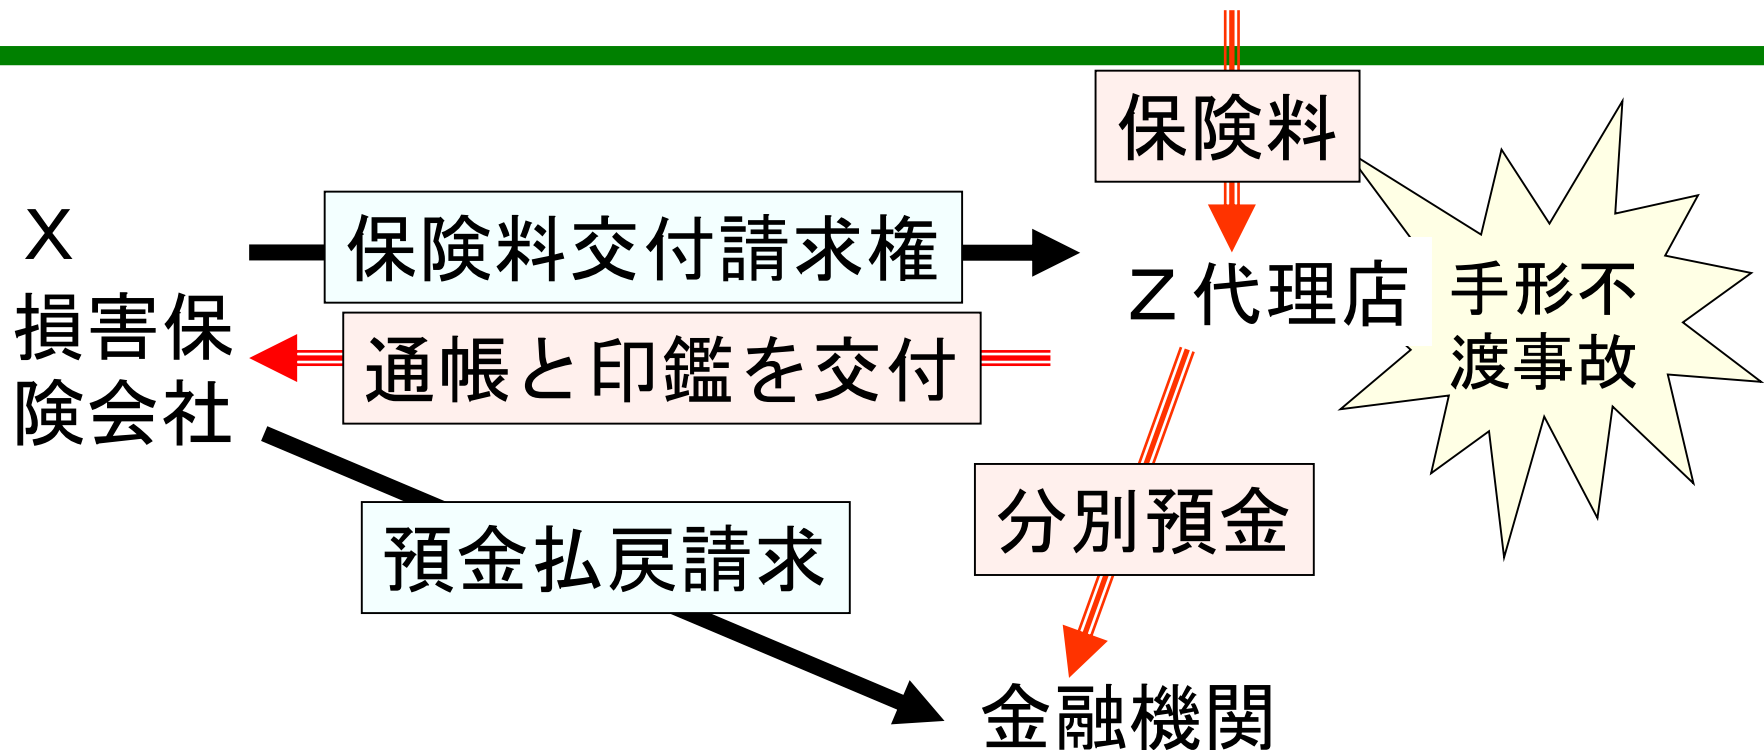 保険料
Ｘ
損害保
険会社
保険料交付請求権
Ｚ代理店
手形不
渡事故
通帳と印鑑を交付
分別預金
預金払戻請求
金融機関